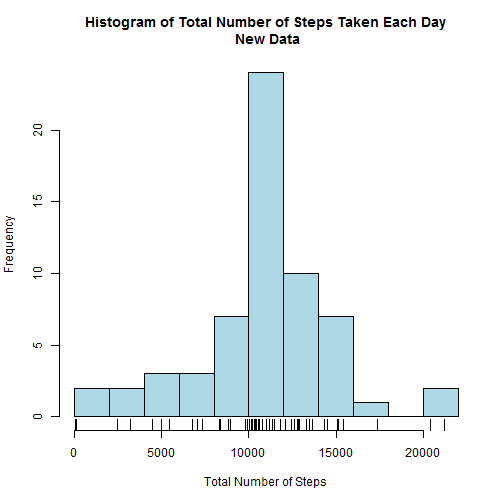 Histogram of Total Number of Steps Taken Each Day
New Data
Frequency
20
15
10
5
0
0 5000 10000 15000 20000
Total Number of Steps